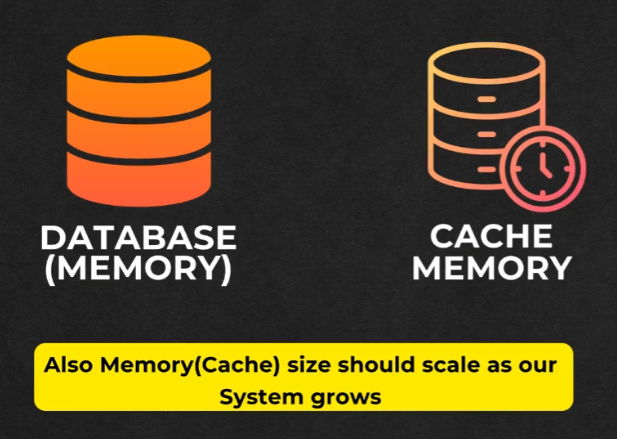 DATABASE
(MEMORY)
CACHE
MEMORY
Also Memory(Cache) size should scale as our
System grows